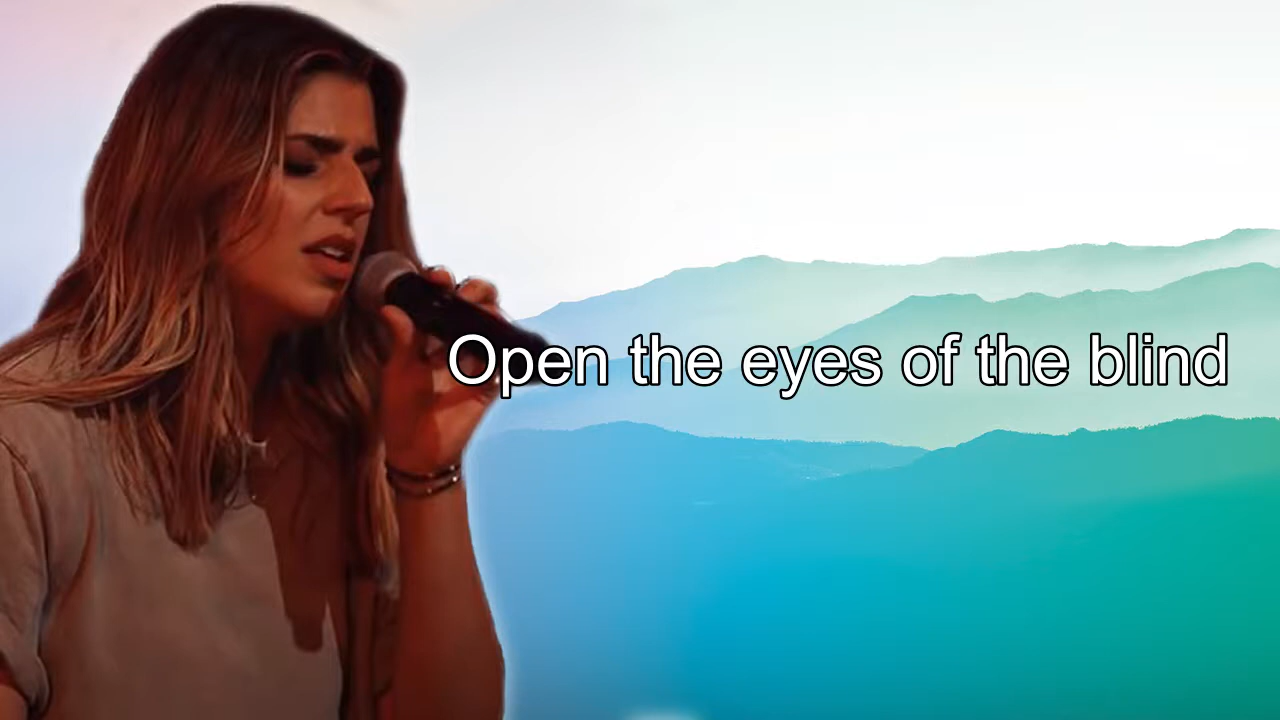 Open the eyes of the blind